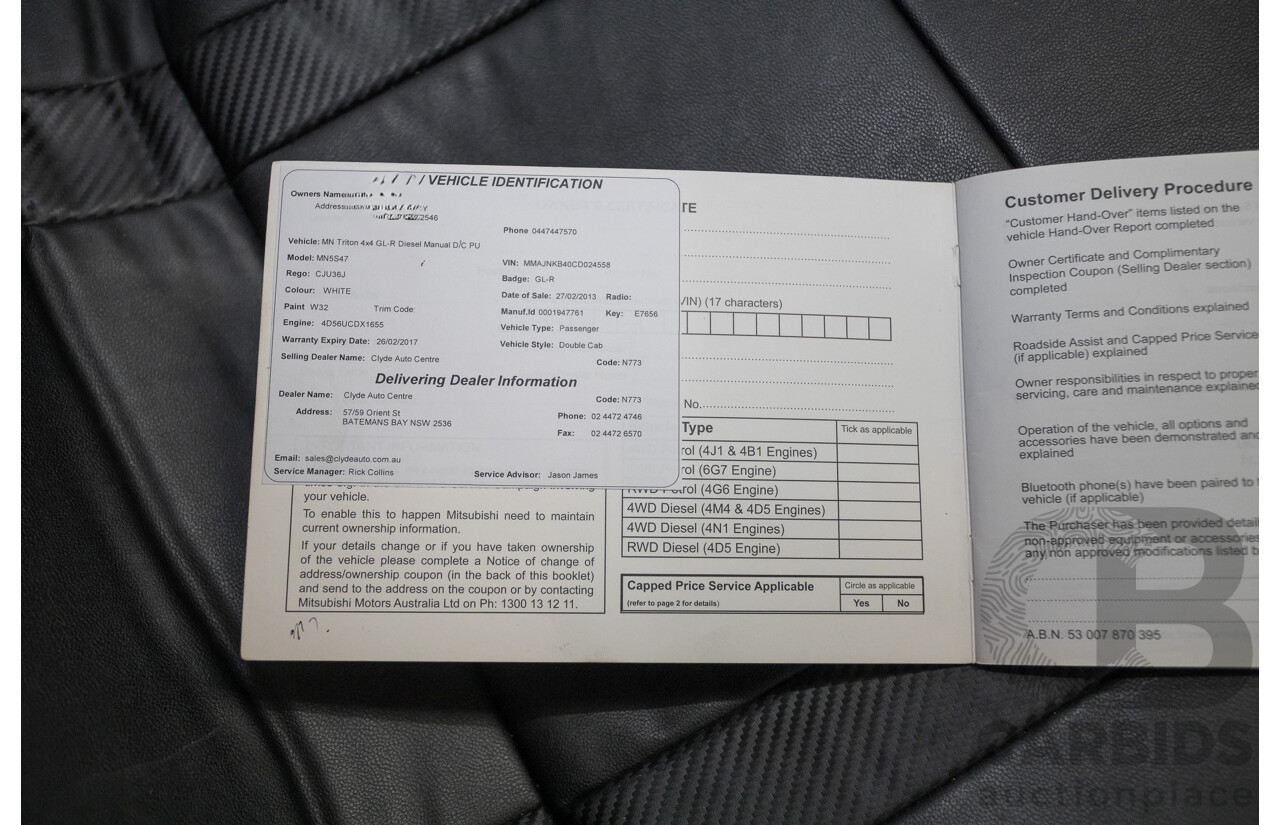 / VEHICLE IDENTIFICATION
Owners Name
Address
2546
Phone 0447447570
Vehicle: MN Triton 4x4 GL-R Diesel Manual D/C PU
Model: MN5S47
VIN: MMAJNKB40CD024558
Rego: CJU36J
Badge: GL-R
Colour: WHITE
Date of Sale: 27/02/2013 Radio:
Paint W32 Trim Code:
Manuf.Id 0001947761 Key: E7656
Engine: 4D56UCDX1655
Vehicle Type: Passenger
Warranty Expiry Date: 26/02/2017
Vehicle Style: Double Cab
Selling Dealer Name: Clyde Auto Centre
Code: N773
Delivering Dealer Information
Dealer Name: Clyde Auto Centre
Code: N773
Address: 57/59 Orient St
BATEMANS BAY NSW 2536
Phone: 02 4472 4746
Fax: 02 4472 6570
Email: sales@clydeauto.com.au
Service Manager: Rick Collins
Service Advisor: Jason James
your vehicle.
To enable this to happen Mitsubishi need to maintain
current ownership information.
If your details change or if you have taken ownership
of the vehicle please complete a Notice of change of
address/ownership coupon (in the back of this booklet)
and send to the address on the coupon or by contacting
Mitsubishi Motors Australia Ltd on Ph: 1300 13 12 11.
TE
VIN) (17 characters)
No.
Type
Tick as applicable
rol (4J1 & 4B1 Engines)
rol (6G7 Engine)
RWD Petrol (4G6 Engine)
4WD Diesel (4M4 & 4D5 Engines)
4WD Diesel (4N1 Engines)
RWD Diesel (4D5 Engine)
Capped Price Service Applicable
(refer to page 2 for details)
Circle as applicable
Yes No
Customer Delivery Procedure
"Customer Hand-Over" items listed on the
vehicle Hand-Over Report completed
Owner Certificate and Complimentary
Inspection Coupon (Selling Dealer section)
completed
Warranty Terms and Conditions explained
Roadside Assist and Capped Price Service
(if applicable) explained
Owner responsibilities in respect to proper
servicing, care and maintenance explained
Operation of the vehicle, all options and
accessories have been demonstrated and
explained
Bluetooth phone(s) have been paired to
vehicle (if applicable)
The Purchaser has been provided detail
non-approved equipment or accessories
any non approved modifications listed b
A.B.N. 53 007 870 395
CARBIDS
auctionplace